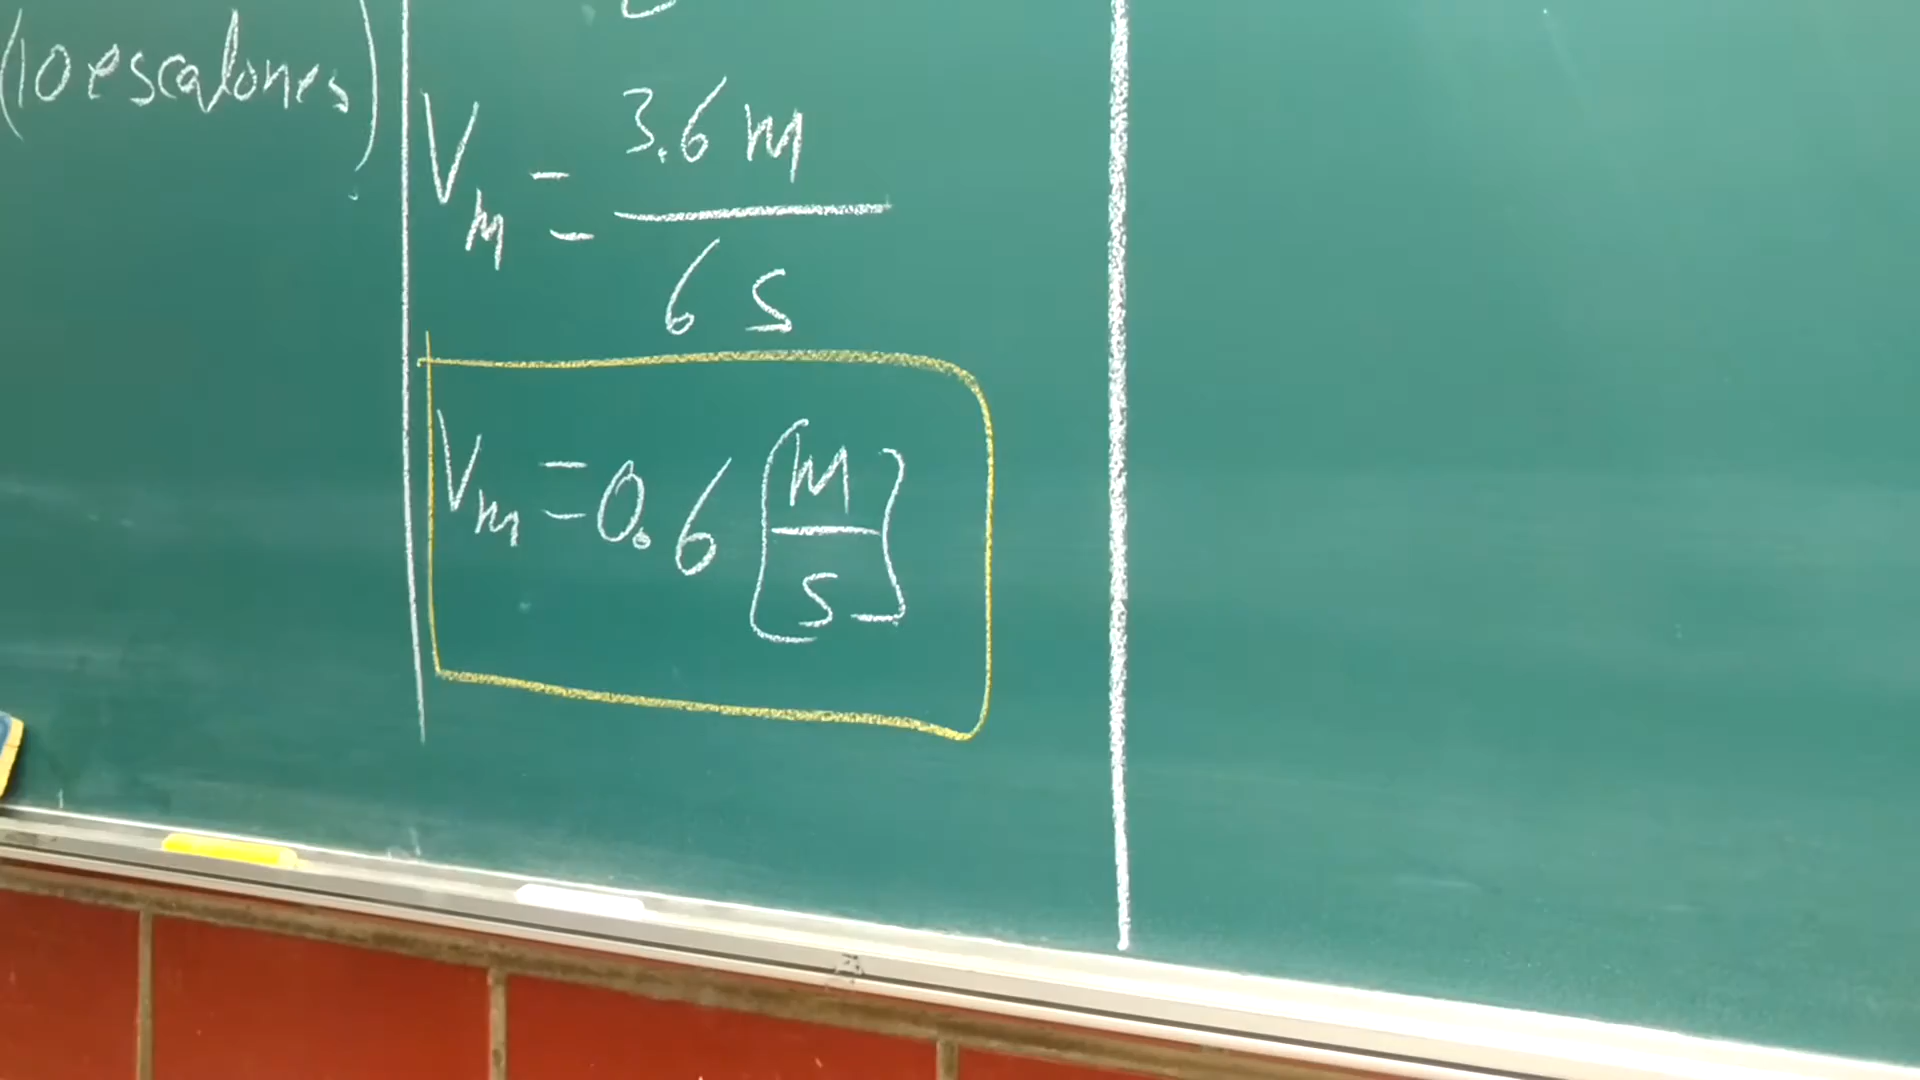 (10 escalones)
Vm = 3.6 m
6 s
Vm = 0.6 [m
s]